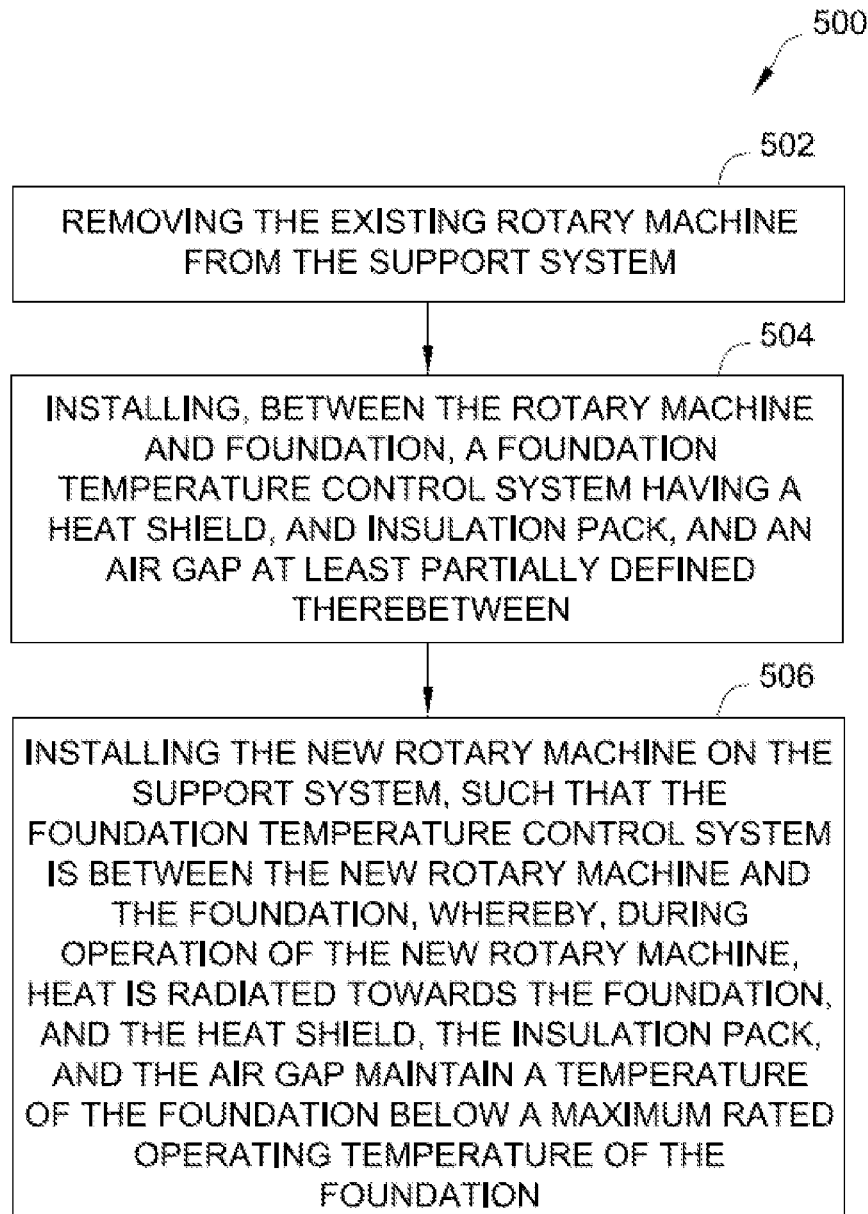 500
502
REMOVING THE EXISTING ROTARY MACHINE
FROM THE SUPPORT SYSTEM
504
INSTALLING, BETWEEN THE ROTARY MACHINE
AND FOUNDATION, A FOUNDATION
TEMPERATURE CONTROL SYSTEM HAVING A
HEAT SHIELD, AND INSULATION PACK, AND AN
AIR GAP AT LEAST PARTIALLY DEFINED
THEREBETWEEN
506
INSTALLING THE NEW ROTARY MACHINE ON THE
SUPPORT SYSTEM, SUCH THAT THE
FOUNDATION TEMPERATURE CONTROL SYSTEM
IS BETWEEN THE NEW ROTARY MACHINE AND
THE FOUNDATION, WHEREBY, DURING
OPERATION OF THE NEW ROTARY MACHINE,
HEAT IS RADIATED TOWARDS THE FOUNDATION,
AND THE HEAT SHIELD, THE INSULATION PACK,
AND THE AIR GAP MAINTAIN A TEMPERATURE
OF THE FOUNDATION BELOW A MAXIMUM RATED
OPERATING TEMPERATURE OF THE
FOUNDATION